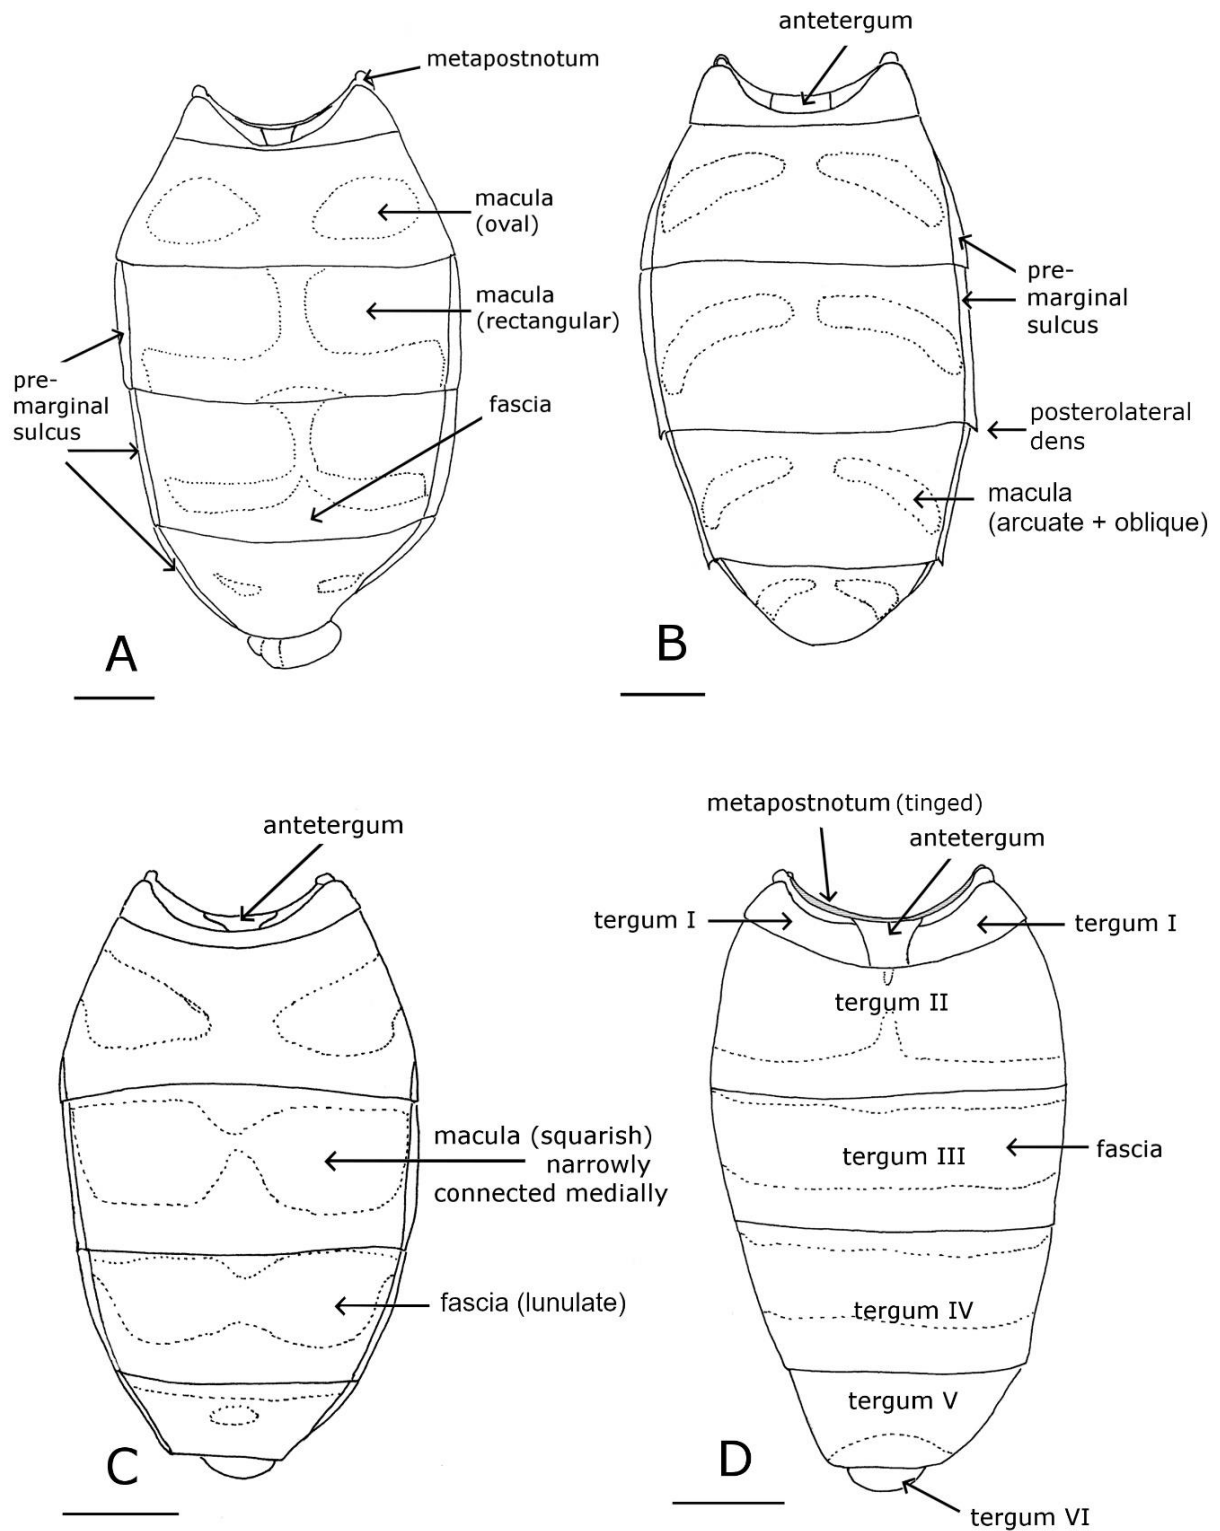 metapostnotum
macula
(oval)
macula
(rectangular)
fascia
pre-
marginal
sulcus
A
antetergum
pre-
marginal
sulcus
posterolateral
dens
macula
(arcuate + oblique)
B
antetergum
macula (squarish)
narrowly
connected medially
fascia (lunulate)
C
metapostnotum (tinged)
antetergum
tergum I
tergum I
tergum II
tergum III
fascia
tergum IV
tergum V
D
tergum VI